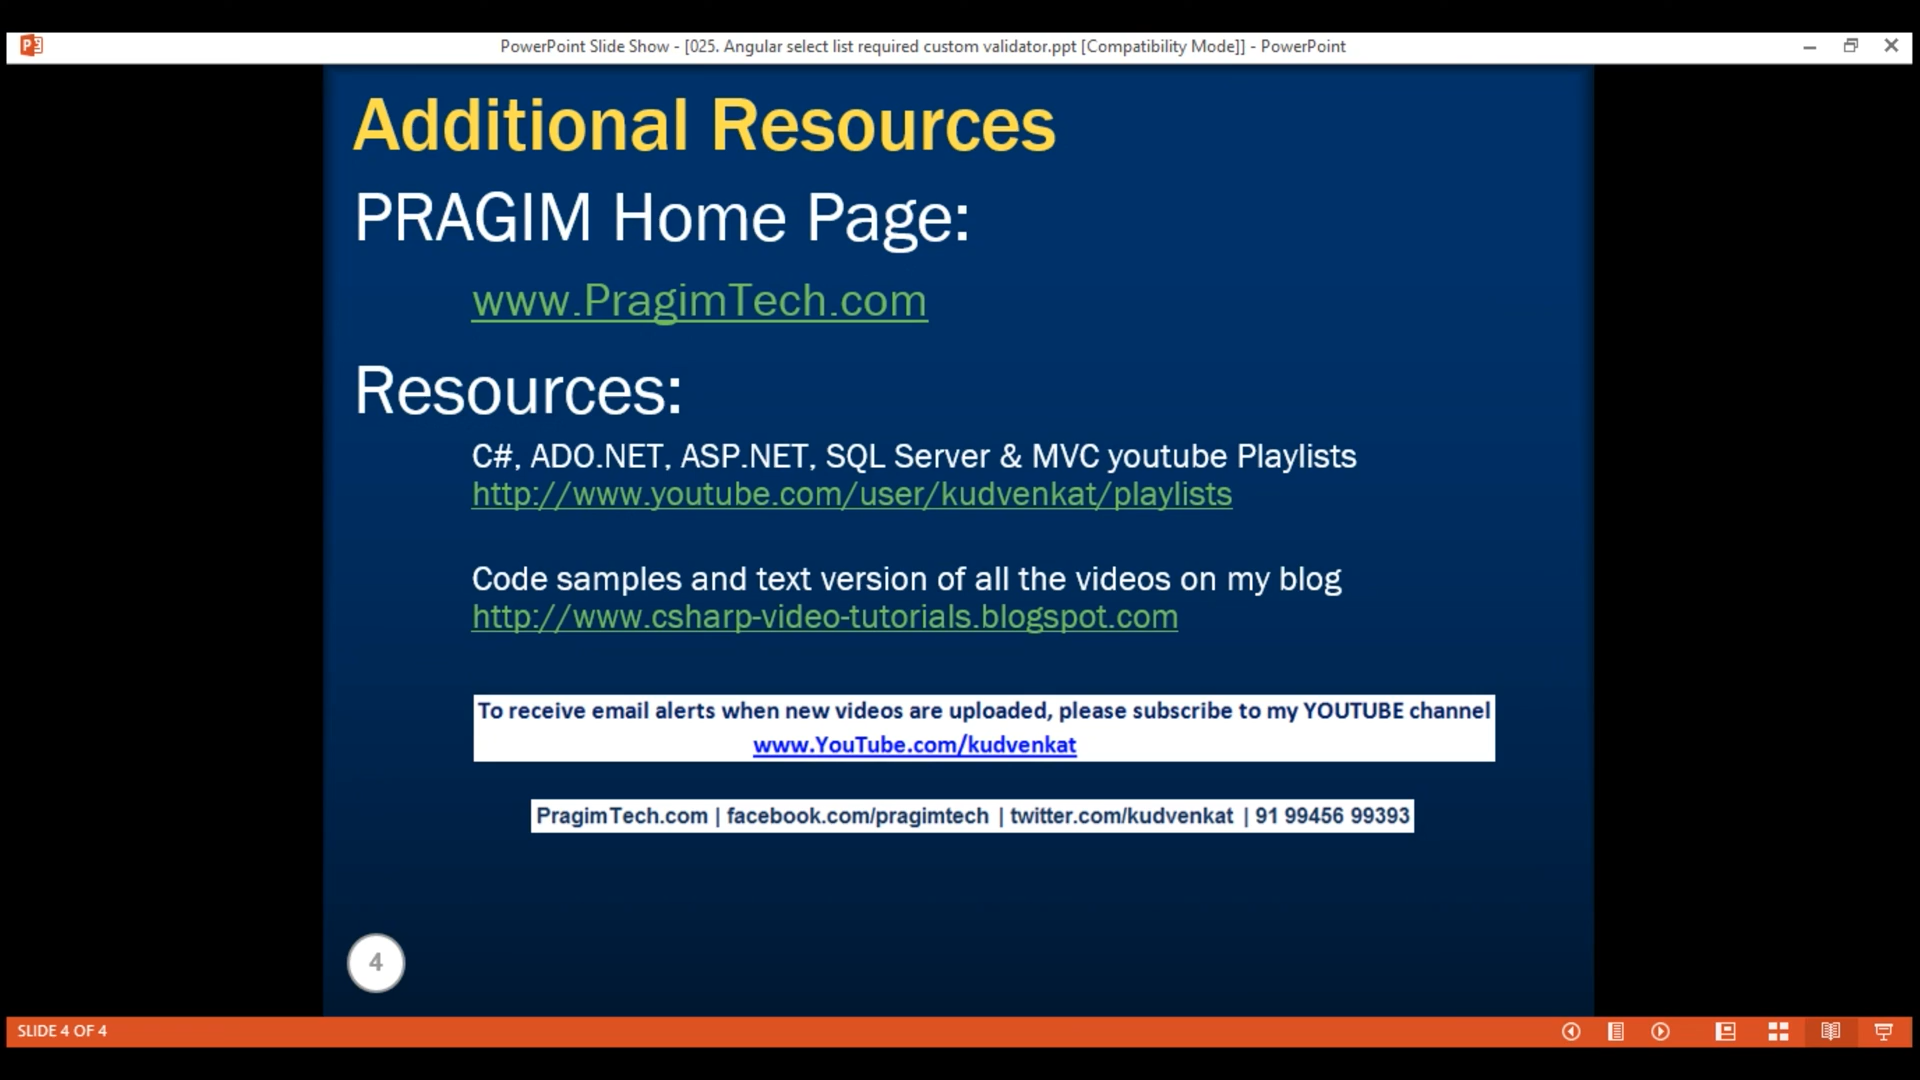 PowerPoint Slide Show - [025. Angular select list required custom validator.ppt [Compatibility Mode]] - PowerPoint
Additional Resources
PRAGIM Home Page:
www.PragimTech.com
Resources:
C#, ADO.NET, ASP.NET, SQL Server & MVC youtube Playlists
http://www.youtube.com/user/kudvenkat/playlists
Code samples and text version of all the videos on my blog
http://www.csharp-video-tutorials.blogspot.com
To receive email alerts when new videos are uploaded, please subscribe to my YOUTUBE channel
www.YouTube.com/kudvenkat
PragimTech.com | facebook.com/pragimtech | twitter.com/kudvenkat | 91 99456 99393
4
SLIDE 4 OF 4